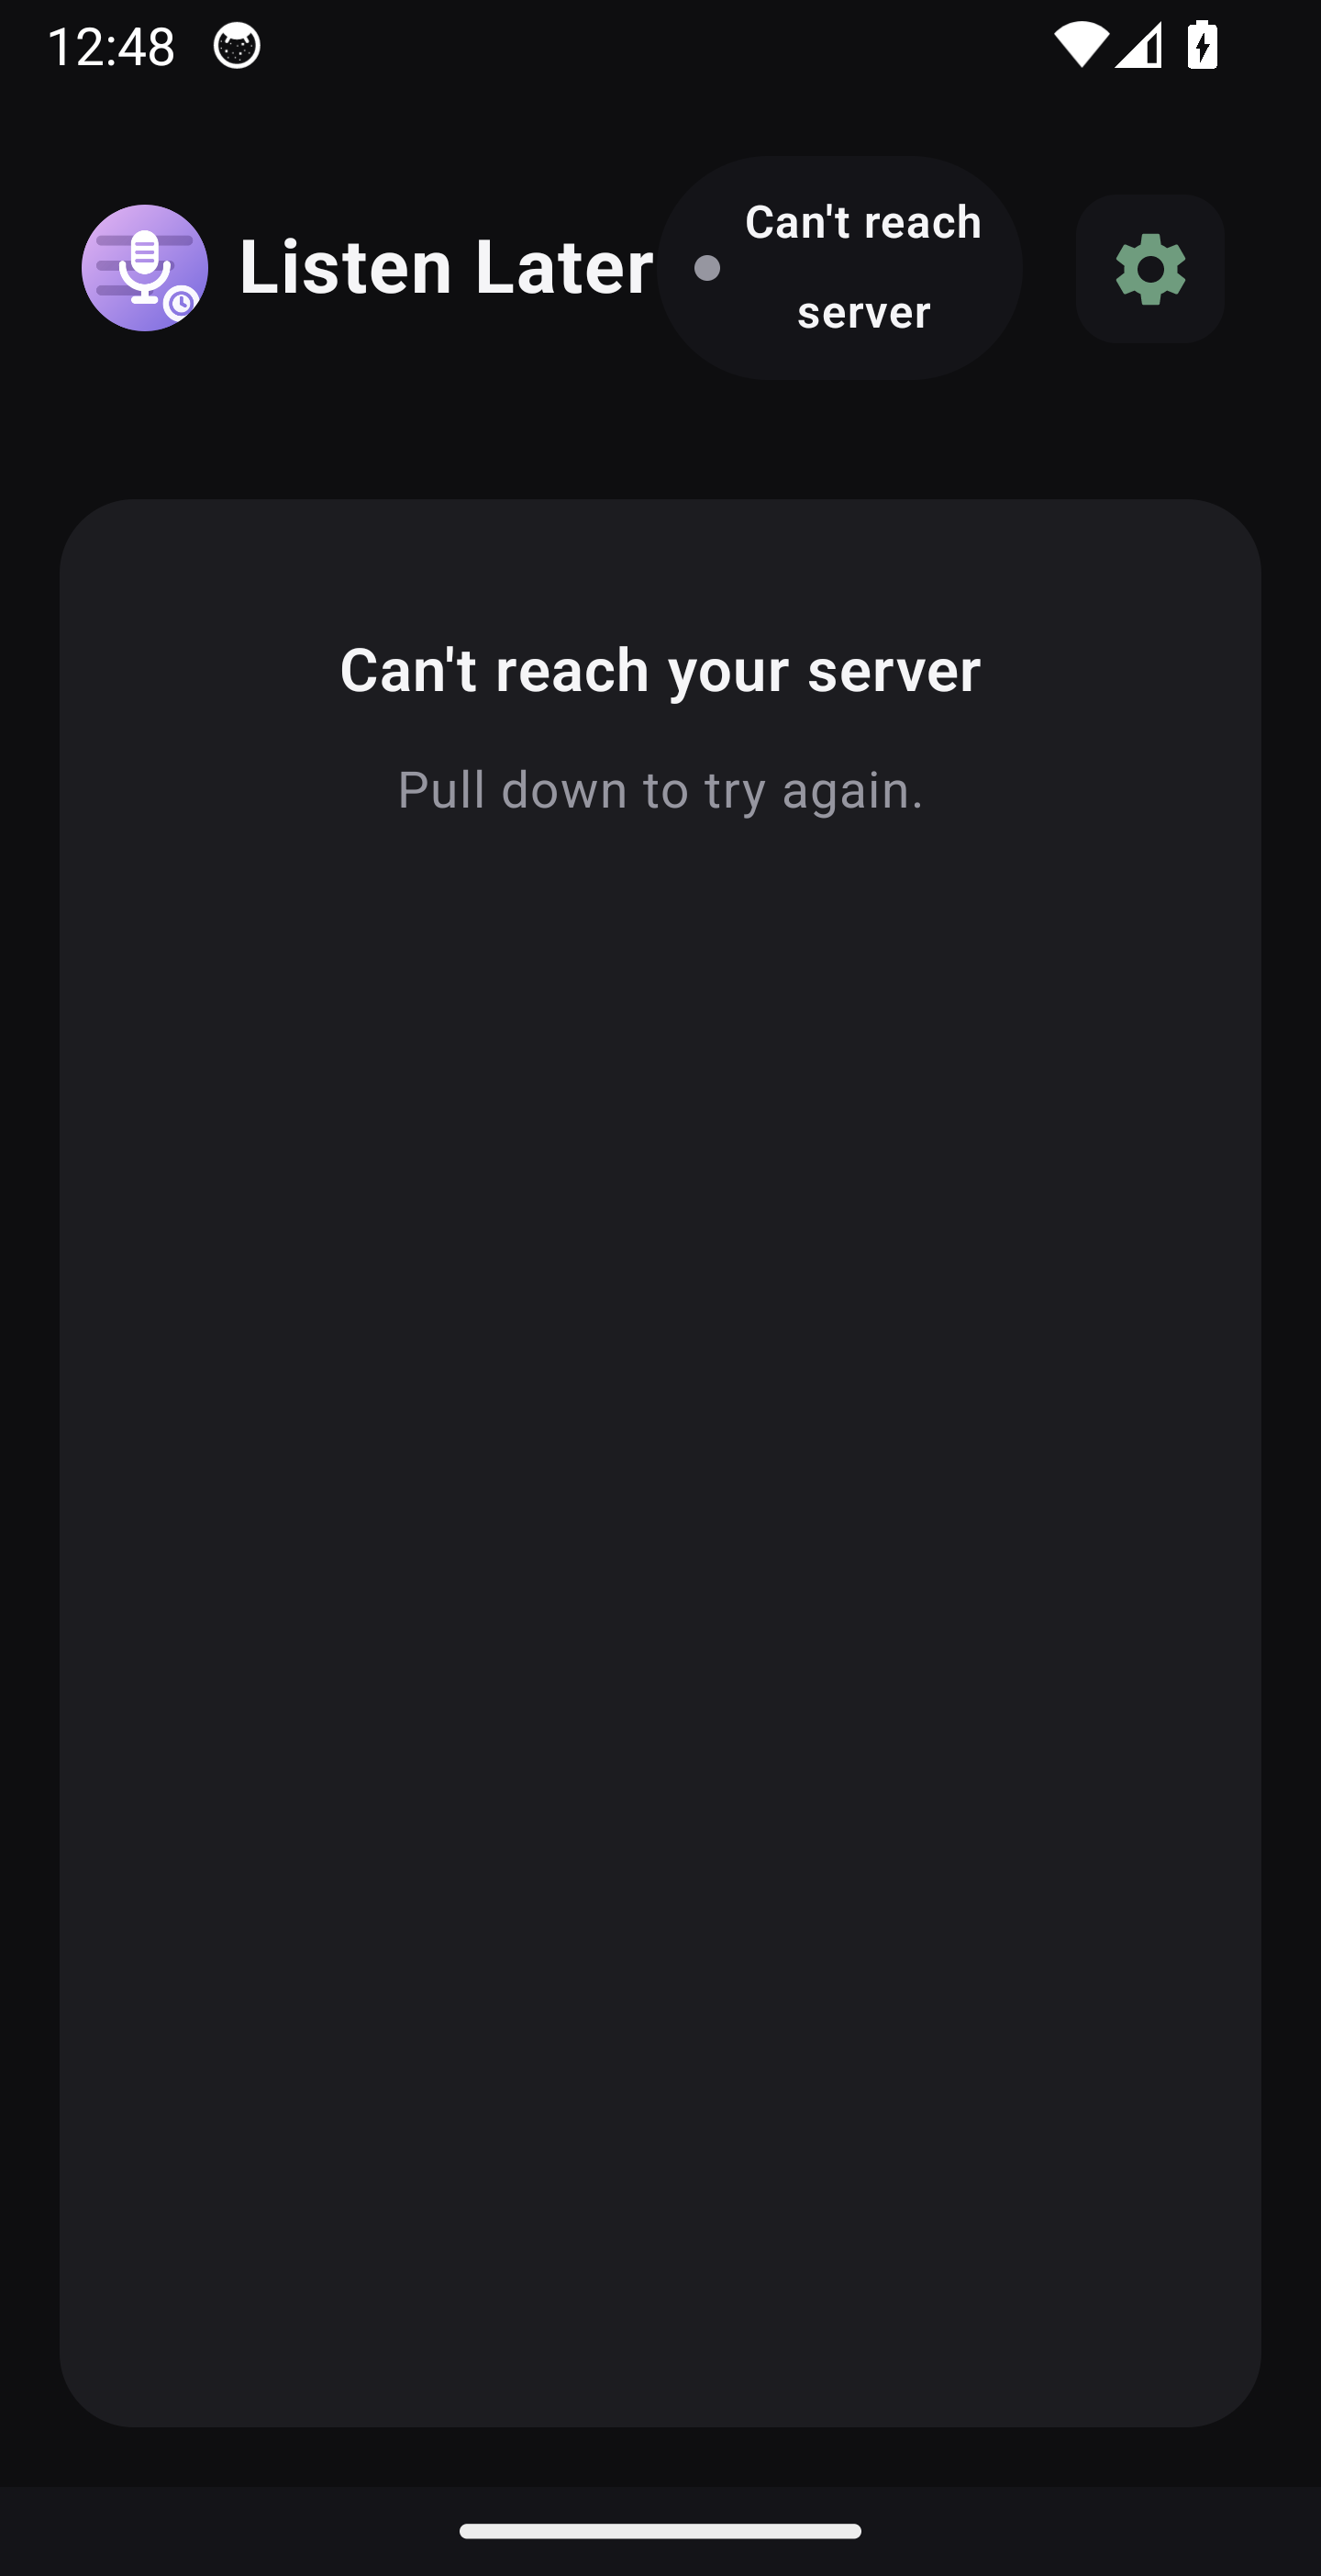 12:48
Listen Later
Can't reach
server
Can't reach your server
Pull down to try again.